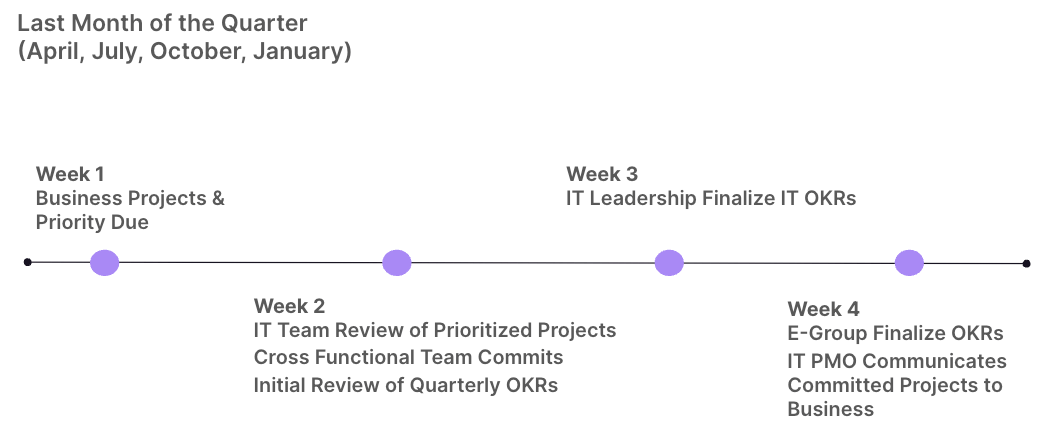 Last Month of the Quarter
(April, July, October, January)
Week 1
Business Projects &
Priority Due
Week 2
IT Team Review of Prioritized Projects
Cross Functional Team Commits
Initial Review of Quarterly OKRs
Week 3
IT Leadership Finalize IT OKRs
Week 4
E-Group Finalize OKRs
IT PMO Communicates
Committed Projects to
Business